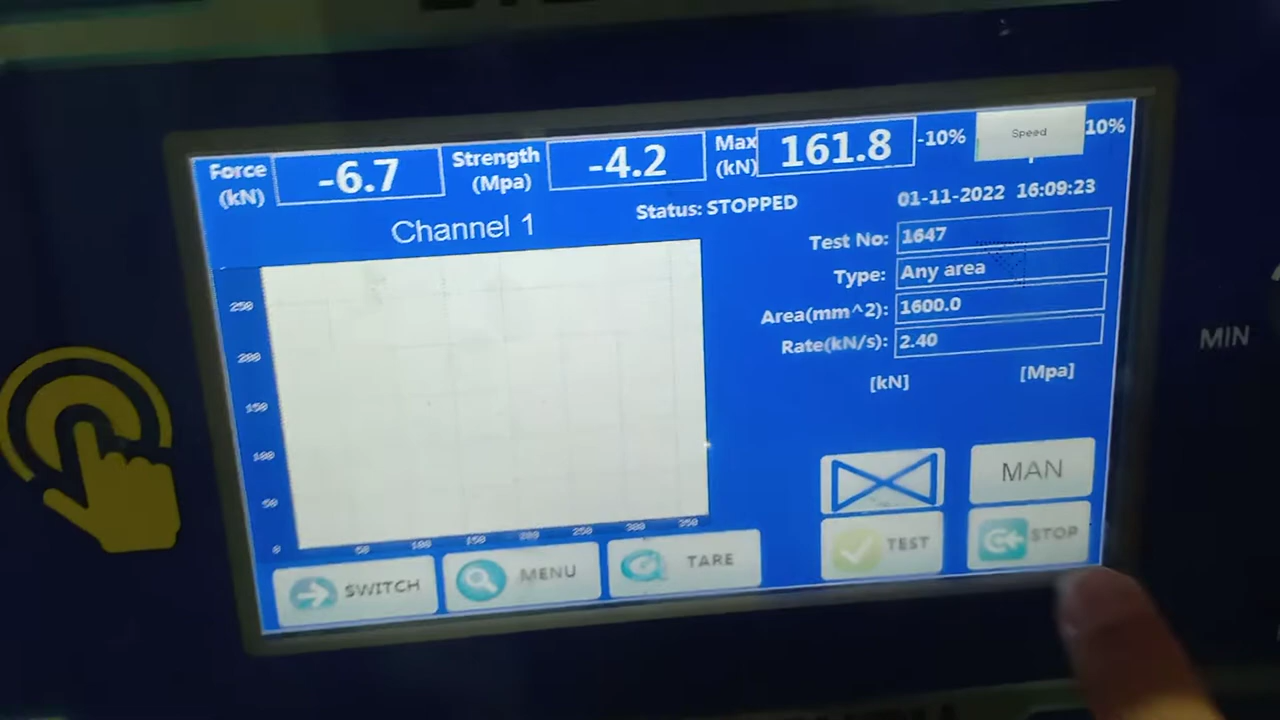 Force
(kN)
-6.7
Strength
(Mpa)
-4.2
Max
(kN)
161.8
-10%
Speed
10%
Channel 1
Status: STOPPED
01-11-2022 16:09:23
Test No: 1647
Type: Any area
Area(mm^2): 1600.0
Rate(kN/s): 2.40
[kN] [Mpa]
250
200
150
100
50
0
50 100 150 200 250 300 350
MIN
MAN
TEST
STOP
SWITCH
MENU
TARE